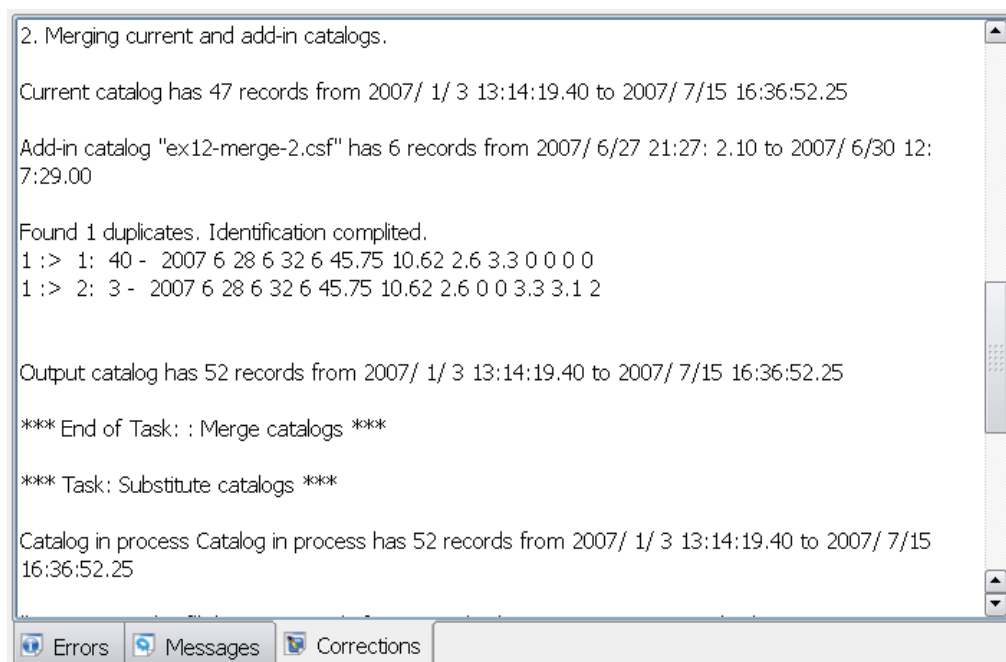 2. Merging current and add-in catalogs.
Current catalog has 47 records from 2007/ 1/ 3 13:14:19.40 to 2007/ 7/15 16:36:52.25
Add-in catalog "ex12-merge-2.csf" has 6 records from 2007/ 6/27 21:27: 2.10 to 2007/ 6/30 12:
7:29.00
Found 1 duplicates. Identification complited.
1 :>  1:  40 -  2007 6 28 6 32 6 45.75 10.62 2.6 3.3 0 0 0 0
1 :>  2:  3 -  2007 6 28 6 32 6 45.75 10.62 2.6 0 0 3.3 3.1 2
Output catalog has 52 records from 2007/ 1/ 3 13:14:19.40 to 2007/ 7/15 16:36:52.25
*** End of Task: : Merge catalogs ***
*** Task: Substitute catalogs ***
Catalog in process Catalog in process has 52 records from 2007/ 1/ 3 13:14:19.40 to 2007/ 7/15
16:36:52.25
Errors Messages Corrections